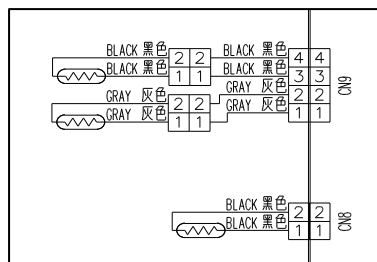 BLACK 黑色 2 2 BLACK 黑色 4 4
BLACK 黑色 1 1 BLACK 黑色 3 3
GRAY 灰色 2 2 GRAY 灰色 2 2
GRAY 灰色 1 1 GRAY 灰色 1 1
CN9
BLACK 黑色 2 2
BLACK 黑色 1 1
CN8